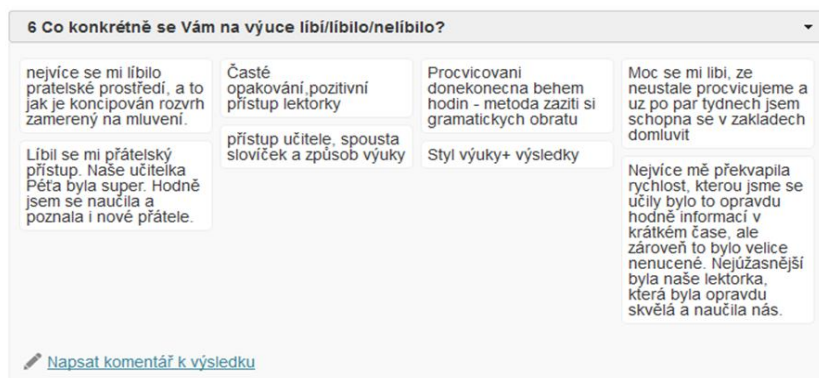 6 Co konkrétně se Vám na výuce líbí/líbilo/nelíbilo?
nejvíce se mi líbilo
pratelské prostředí, a to
jak je koncipován rozvrh
zamerený na mluvení.
Líbil se mi přátelský
přístup. Naše učitelka
Péťa byla super. Hodně
jsem se naučila a
poznala i nové přátele.
Časté
opakování,pozitivní
přístup lektorky
přístup učitele, spousta
slovíček a způsob výuky
Procvicovani
donekonecna behem
hodin - metoda zaziti si
gramatickych obratu
Styl výuky+ výsledky
Moc se mi libi, ze
neustale procvicujeme a
uz po par tydnech jsem
schopna se v zakladech
domluvit
Nejvíce mě překvapila
rychlost, kterou jsme se
učily bylo to opravdu
hodně informací v
krátkém čase, ale
zároveň to bylo velice
nenucené. Nejúžasnější
byla naše lektorka,
která byla opravdu
skvělá a naučila nás.
Napsat komentář k výsledku